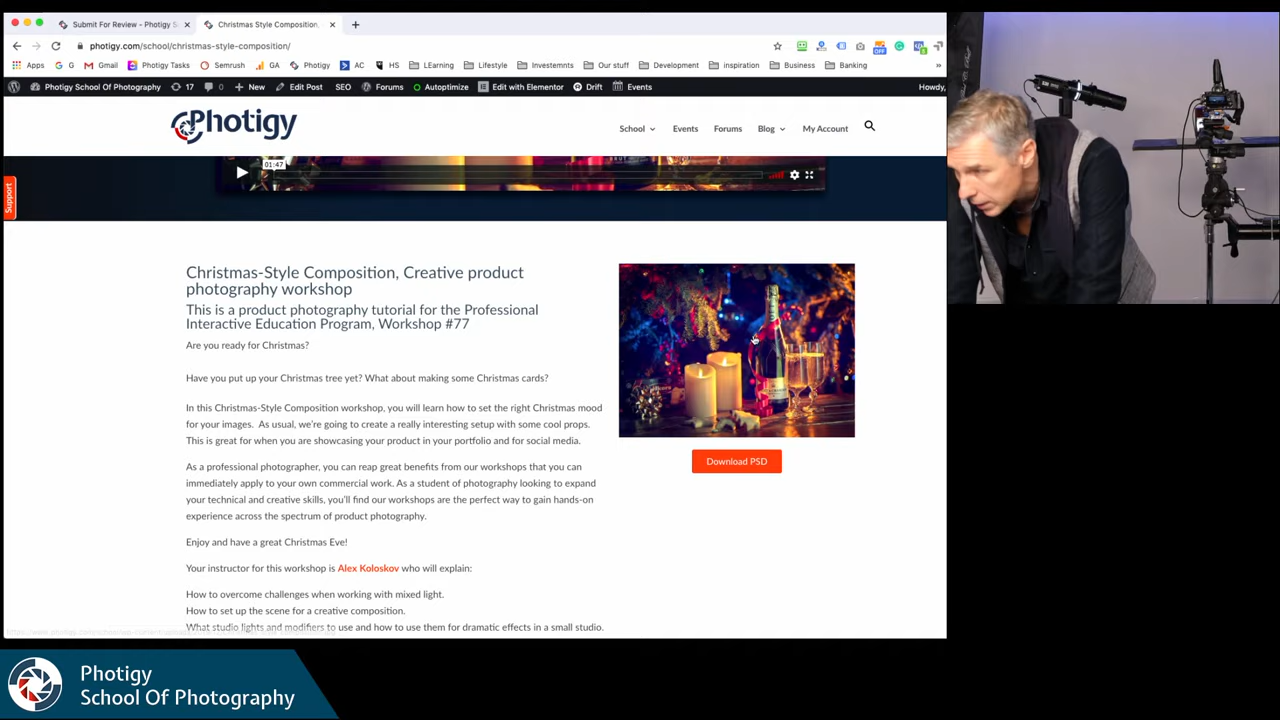 Submit For Review - Photigy S
Christmas Style Composition,
photigy.com/school/christmas-style-composition/
Apps G Gmail Photigy Tasks Semrush GA Photigy AC HS LEarning Lifestyle Investemnts Our stuff Development inspiration Business Banking »
Photigy School Of Photography 17 0 New Edit Post SEO Forums Autoptimize Edit with Elementor Drift Events Howdy,
Photigy
School Events Forums Blog My Account
01:47
Support
Christmas-Style Composition, Creative product
photography workshop
This is a product photography tutorial for the Professional
Interactive Education Program, Workshop #77
Are you ready for Christmas?
Have you put up your Christmas tree yet? What about making some Christmas cards?
In this Christmas-Style Composition workshop, you will learn how to set the right Christmas mood
for your images. As usual, we're going to create a really interesting setup with some cool props.
This is great for when you are showcasing your product in your portfolio and for social media.
As a professional photographer, you can reap great benefits from our workshops that you can
immediately apply to your own commercial work. As a student of photography looking to expand
your technical and creative skills, you'll find our workshops are the perfect way to gain hands-on
experience across the spectrum of product photography.
Enjoy and have a great Christmas Eve!
Your instructor for this workshop is Alex Koloskov who will explain:
How to overcome challenges when working with mixed light.
How to set up the scene for a creative composition.
What studio lights and modifiers to use and how to use them for dramatic effects in a small studio.
Download PSD
Photigy
School Of Photography